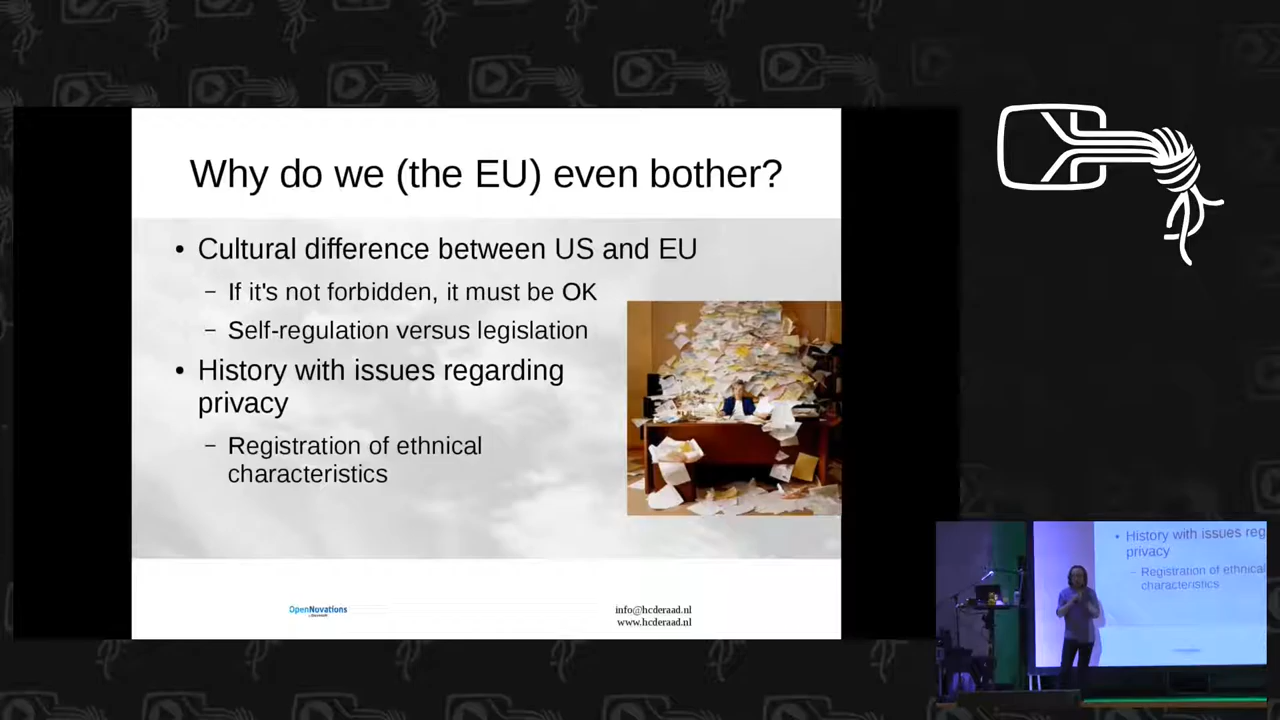 Why do we (the EU) even bother?
• Cultural difference between US and EU
– If it's not forbidden, it must be OK
– Self-regulation versus legislation
• History with issues regarding
privacy
– Registration of ethnical
characteristics
OpenNovations
info@hcderaad.nl
www.hcderaad.nl
• History with issues reg
privacy
– Registration of ethnical
characteristics